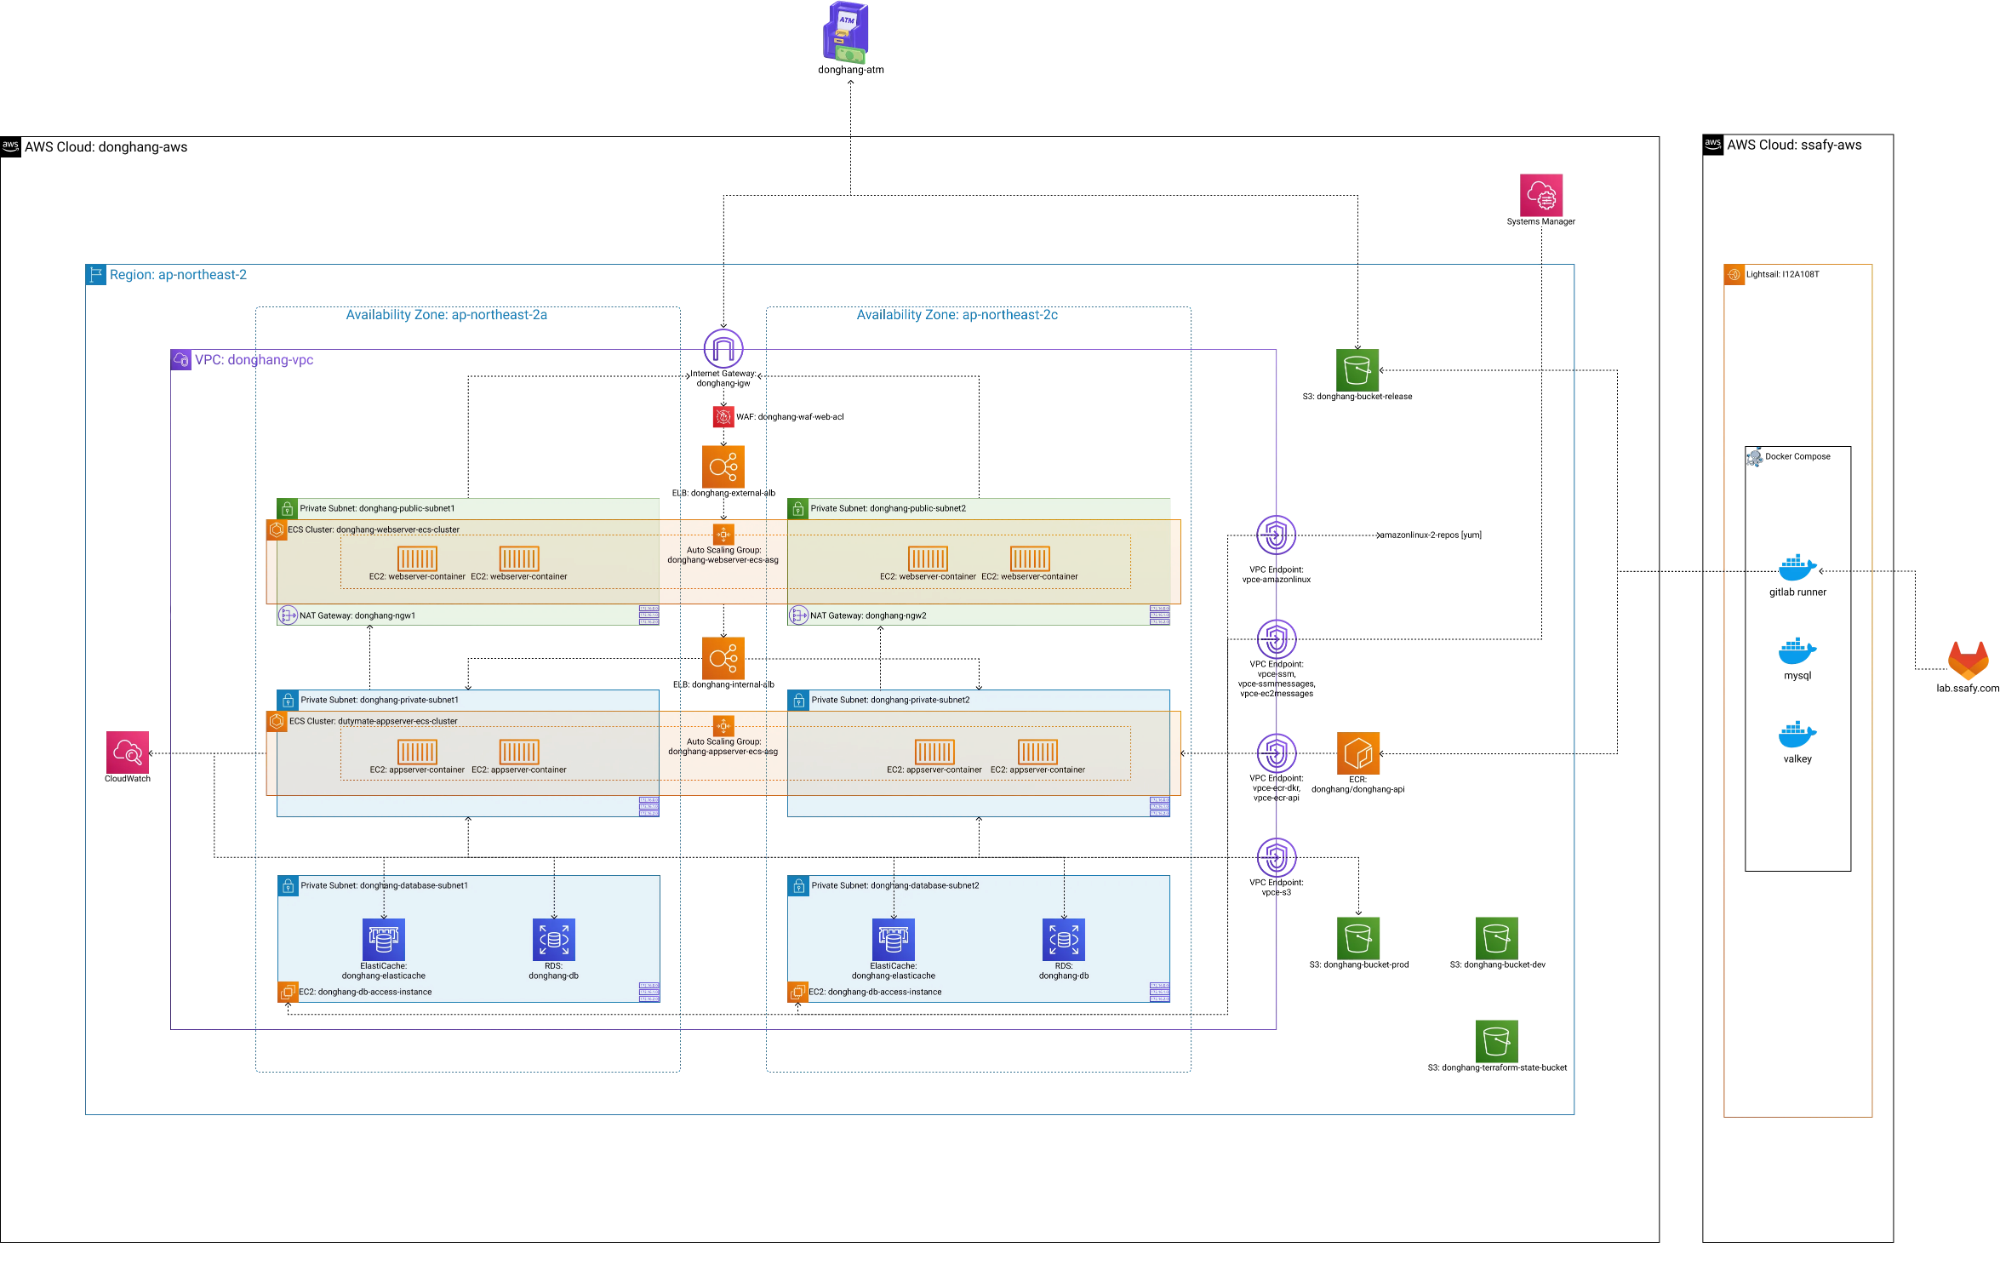 ATM
donghang-atm
aws
AWS Cloud: donghang-aws
aws
AWS Cloud: ssafy-aws
Systems Manager
Region: ap-northeast-2
Lightsail: I12A108T
Availability Zone: ap-northeast-2a
Availability Zone: ap-northeast-2c
VPC: donghang-vpc
Internet Gateway:
donghang-igw
S3: donghang-bucket-release
WAF: donghang-waf-web-acl
Docker Compose
ELB: donghang-external-alb
Private Subnet: donghang-public-subnet1
Private Subnet: donghang-public-subnet2
ECS Cluster: donghang-webserver-ecs-cluster
Auto Scaling Group:
donghang-webserver-ecs-asg
EC2: webserver-container
EC2: webserver-container
EC2: webserver-container
EC2: webserver-container
amazonlinux-2-repos [yum]
VPC Endpoint:
vpce-amazonlinux
gitlab runner
NAT Gateway: donghang-ngw1
NAT Gateway: donghang-ngw2
ELB: donghang-internal-alb
VPC Endpoint:
vpce-ssm,
vpce-ssmmessages,
vpce-ec2messages
mysql
lab.ssafy.com
Private Subnet: donghang-private-subnet1
Private Subnet: donghang-private-subnet2
ECS Cluster: dutymate-appserver-ecs-cluster
Auto Scaling Group:
donghang-appserver-ecs-asg
EC2: appserver-container
EC2: appserver-container
EC2: appserver-container
EC2: appserver-container
CloudWatch
VPC Endpoint:
vpce-ecr-dkr,
vpce-ecr-api
ECR:
donghang/donghang-api
valkey
VPC Endpoint:
vpce-s3
Private Subnet: donghang-database-subnet1
Private Subnet: donghang-database-subnet2
ElastiCache:
donghang-elasticache
RDS:
donghang-db
ElastiCache:
donghang-elasticache
RDS:
donghang-db
S3: donghang-bucket-prod
S3: donghang-bucket-dev
EC2: donghang-db-access-instance
EC2: donghang-db-access-instance
S3: donghang-terraform-state-bucket